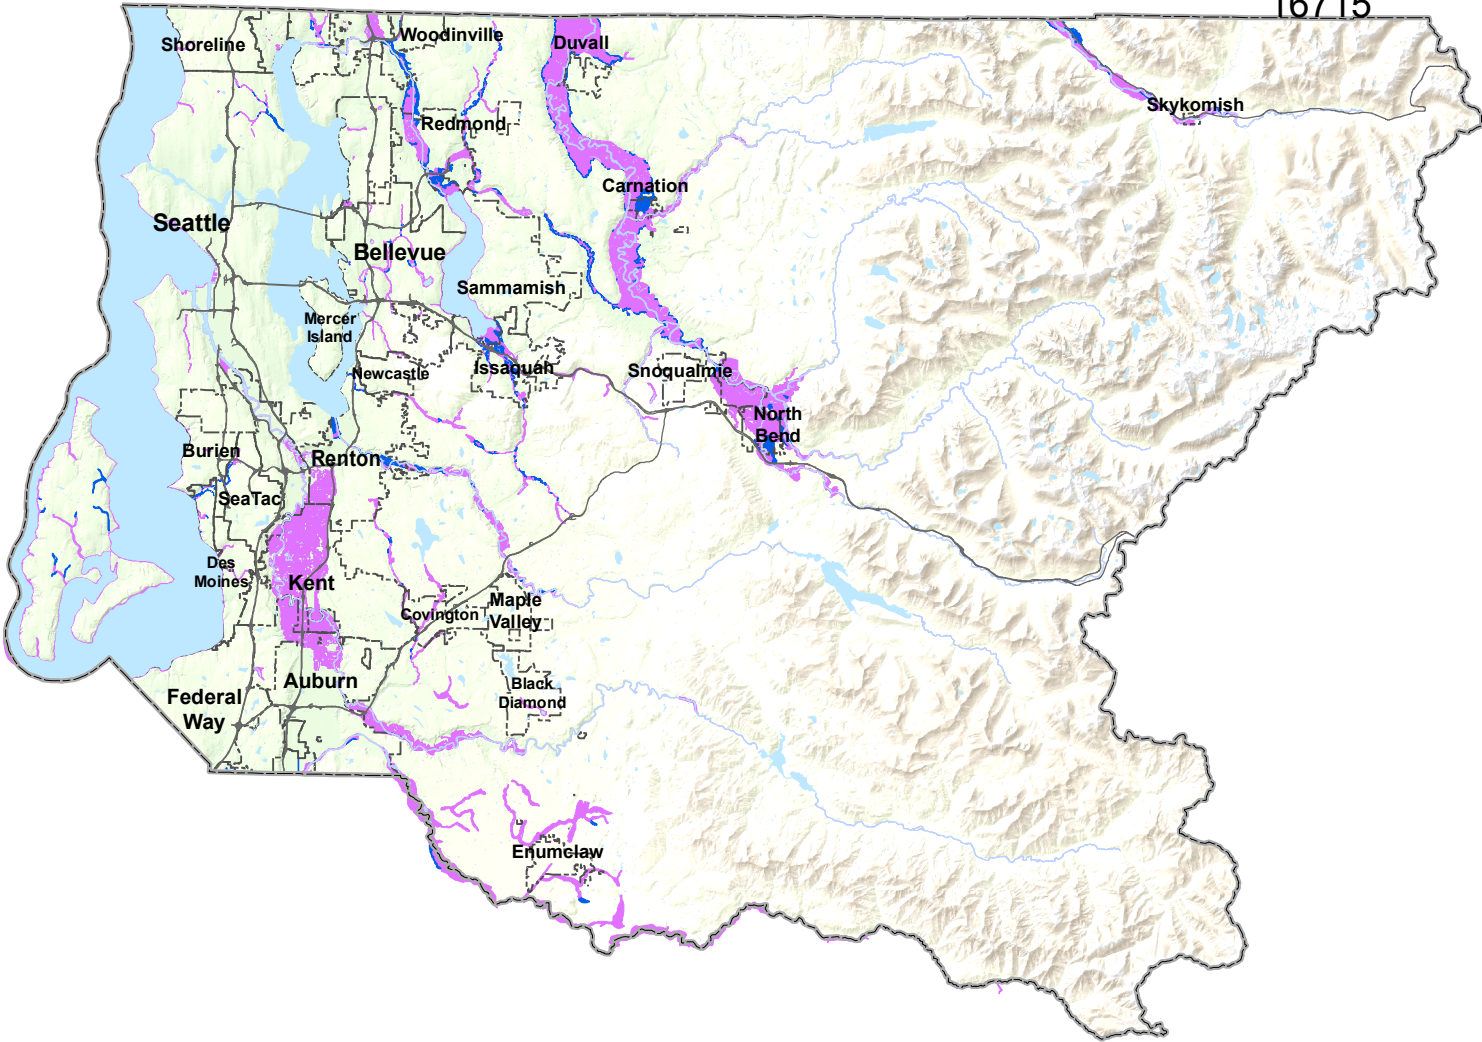 16715
Shoreline
Woodinville
Duvall
Skykomish
Redmond
Carnation
Seattle
Bellevue
Sammamish
Mercer
Island
Newcastle
Issaquah
Snoqualmie
North
Bend
Burien
Renton
SeaTac
Des
Moines
Kent
Covington
Maple
Valley
Auburn
Black
Diamond
Federal
Way
Enumclaw